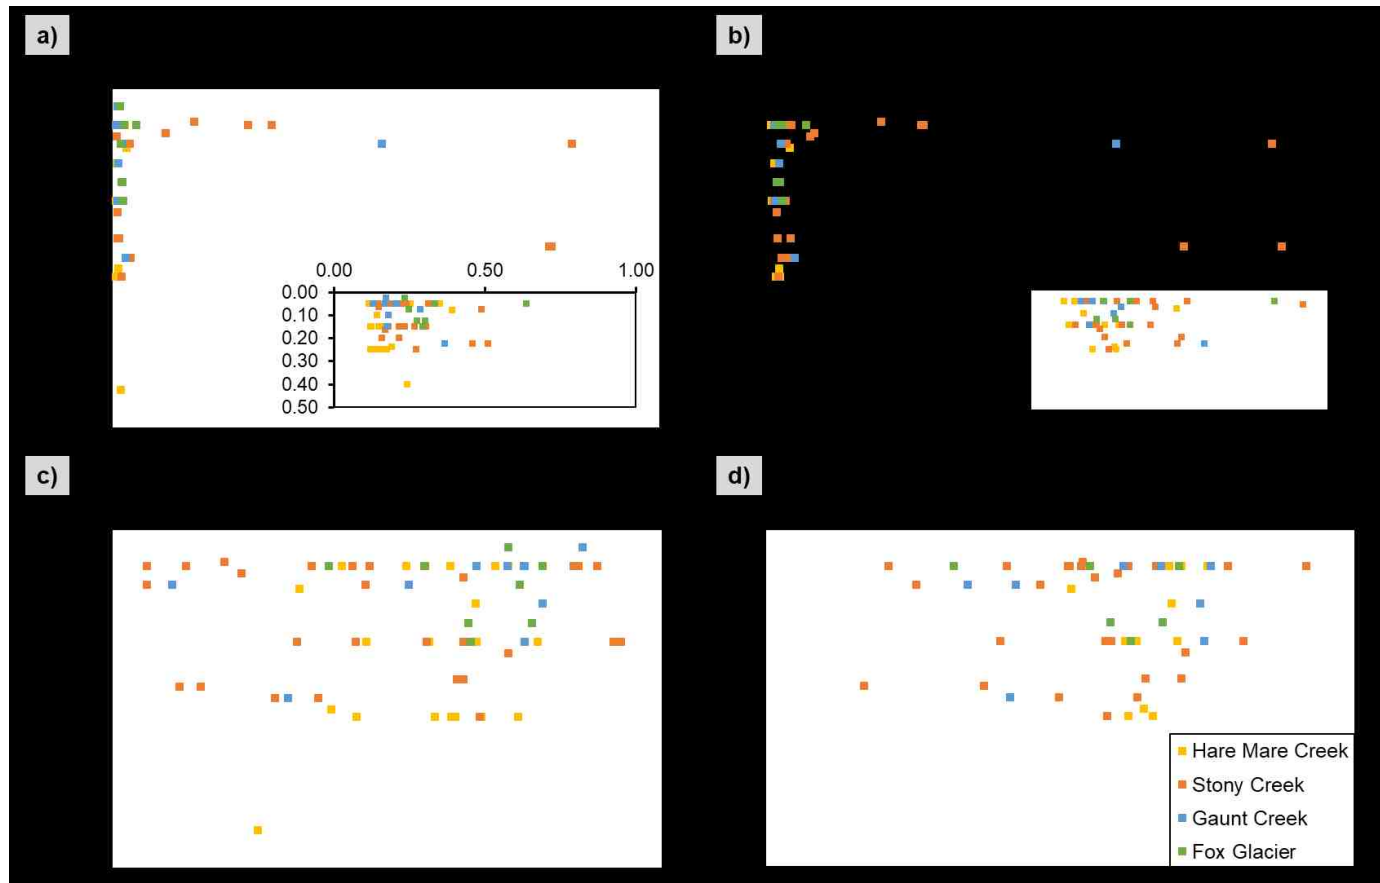 a)
b)
0.00 0.50 1.00
0.00
0.10
0.20
0.30
0.40
0.50
c)
d)
Hare Mare Creek
Stony Creek
Gaunt Creek
Fox Glacier